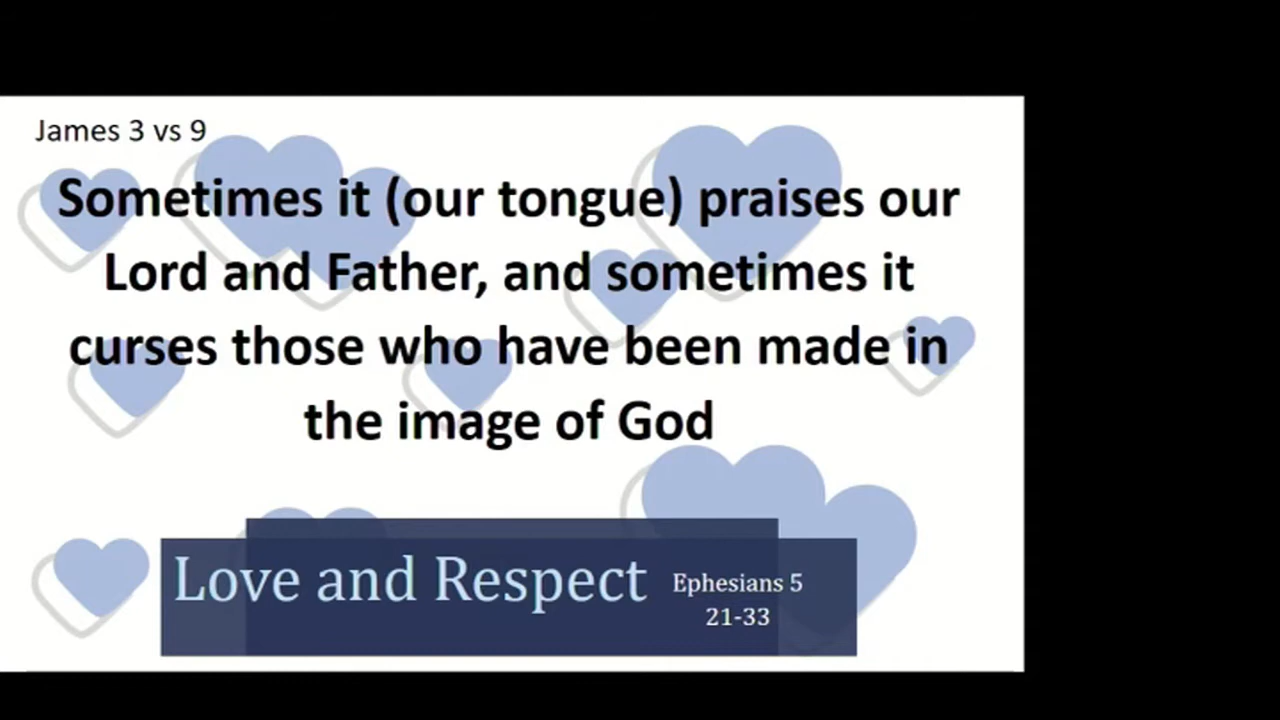 James 3 vs 9
Sometimes it (our tongue) praises our
Lord and Father, and sometimes it
curses those who have been made in
the image of God
Love and Respect
Ephesians 5
21-33